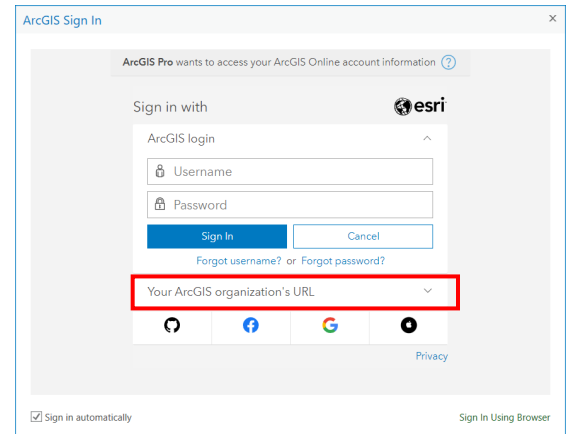 ArcGIS Sign In
ArcGIS Pro wants to access your ArcGIS Online account information ?
Sign in with
esri
ArcGIS login
Username
Password
Sign In Cancel
Forgot username? or Forgot password?
Your ArcGIS organization's URL
Privacy
Sign in automatically Sign In Using Browser